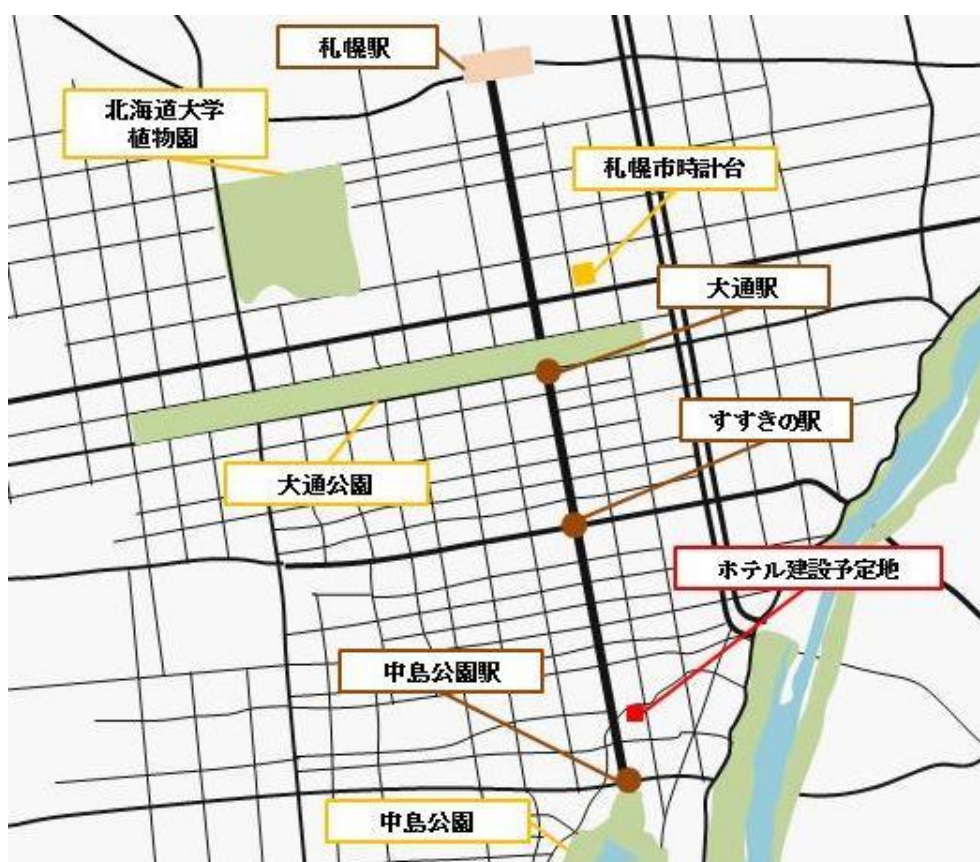 札幌駅
北海道大学
植物園
札幌市時計台
大通駅
すすきの駅
大通公園
ホテル建設予定地
中島公園駅
中島公園